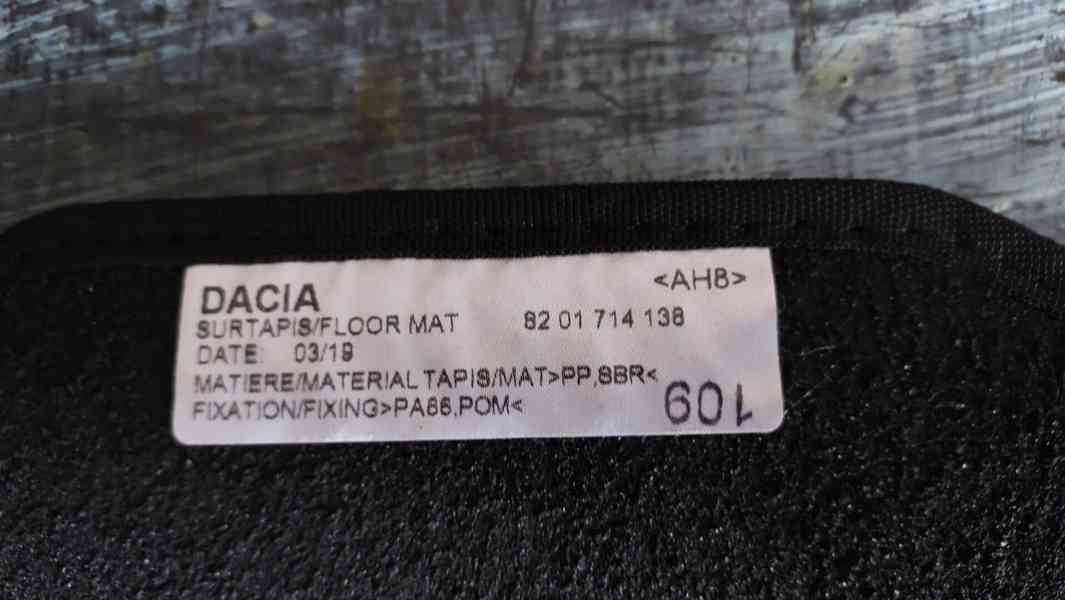 <AH8>
DACIA
SURTAPIS/FLOOR MAT 82 01 714 138
DATE: 03/19
MATIERE/MATERIAL TAPIS/MAT>PP,SBR<
FIXATION/FIXING>PA66,POM<
109